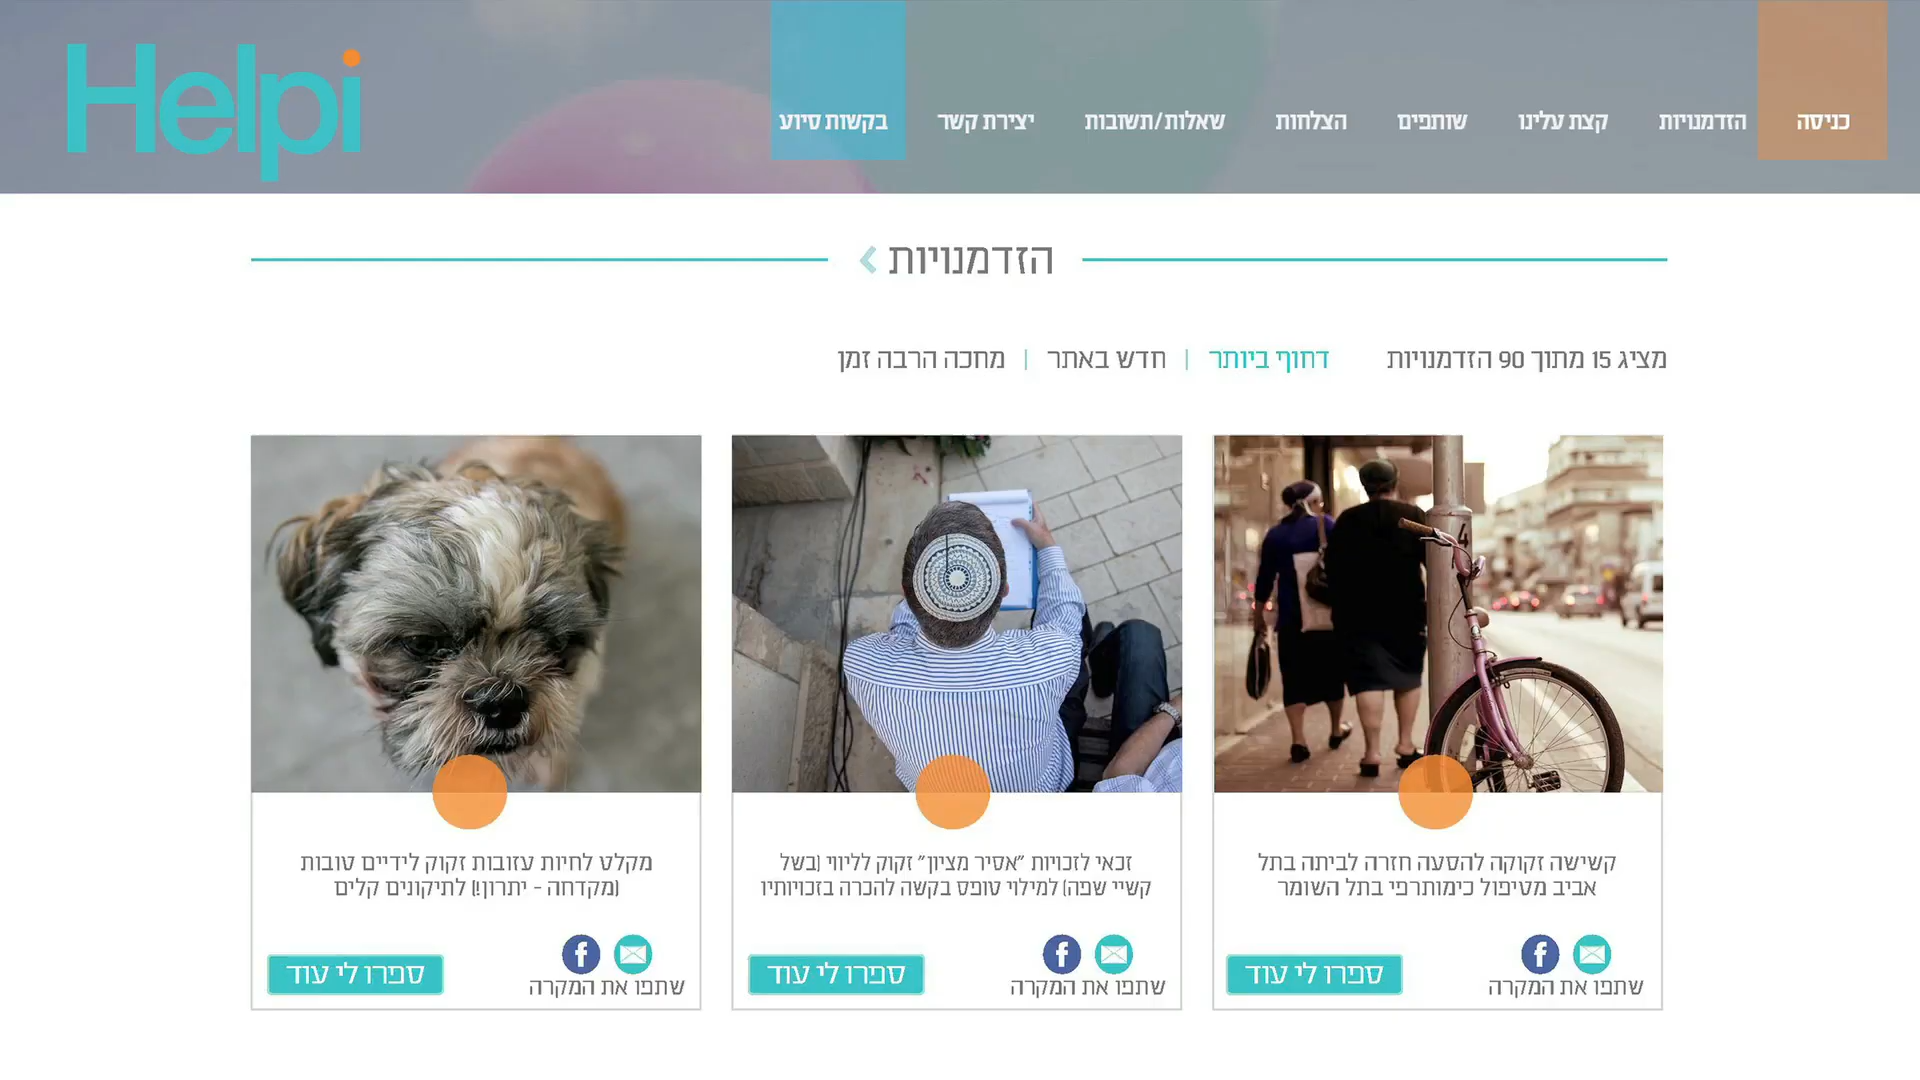 Helpi
כניסה
הזדמנויות
קצת עלינו
שותפים
הצלחות
שאלות/תשובות
יצירת קשר
בקשות סיוע
הזדמנויות
מציג 15 מתוך 90 הזדמנויות
דחוף ביותר | חדש באתר | מחכה הרבה זמן
4
קשישה זקוקה להסעה חזרה לביתה בתל
אביב מטיפול כימותרפי בתל השומר
שתפו את המקרה
ספרו לי עוד
זכאי לזכויות "אסיר מציון" זקוק לליווי (בשל
קשיי שפה) למילוי טופס בקשה להכרה בזכויותיו
שתפו את המקרה
ספרו לי עוד
מקלט לחיות עזובות זקוק לידיים טובות
(מקדחה - יתרון!) לתיקונים קלים
שתפו את המקרה
ספרו לי עוד